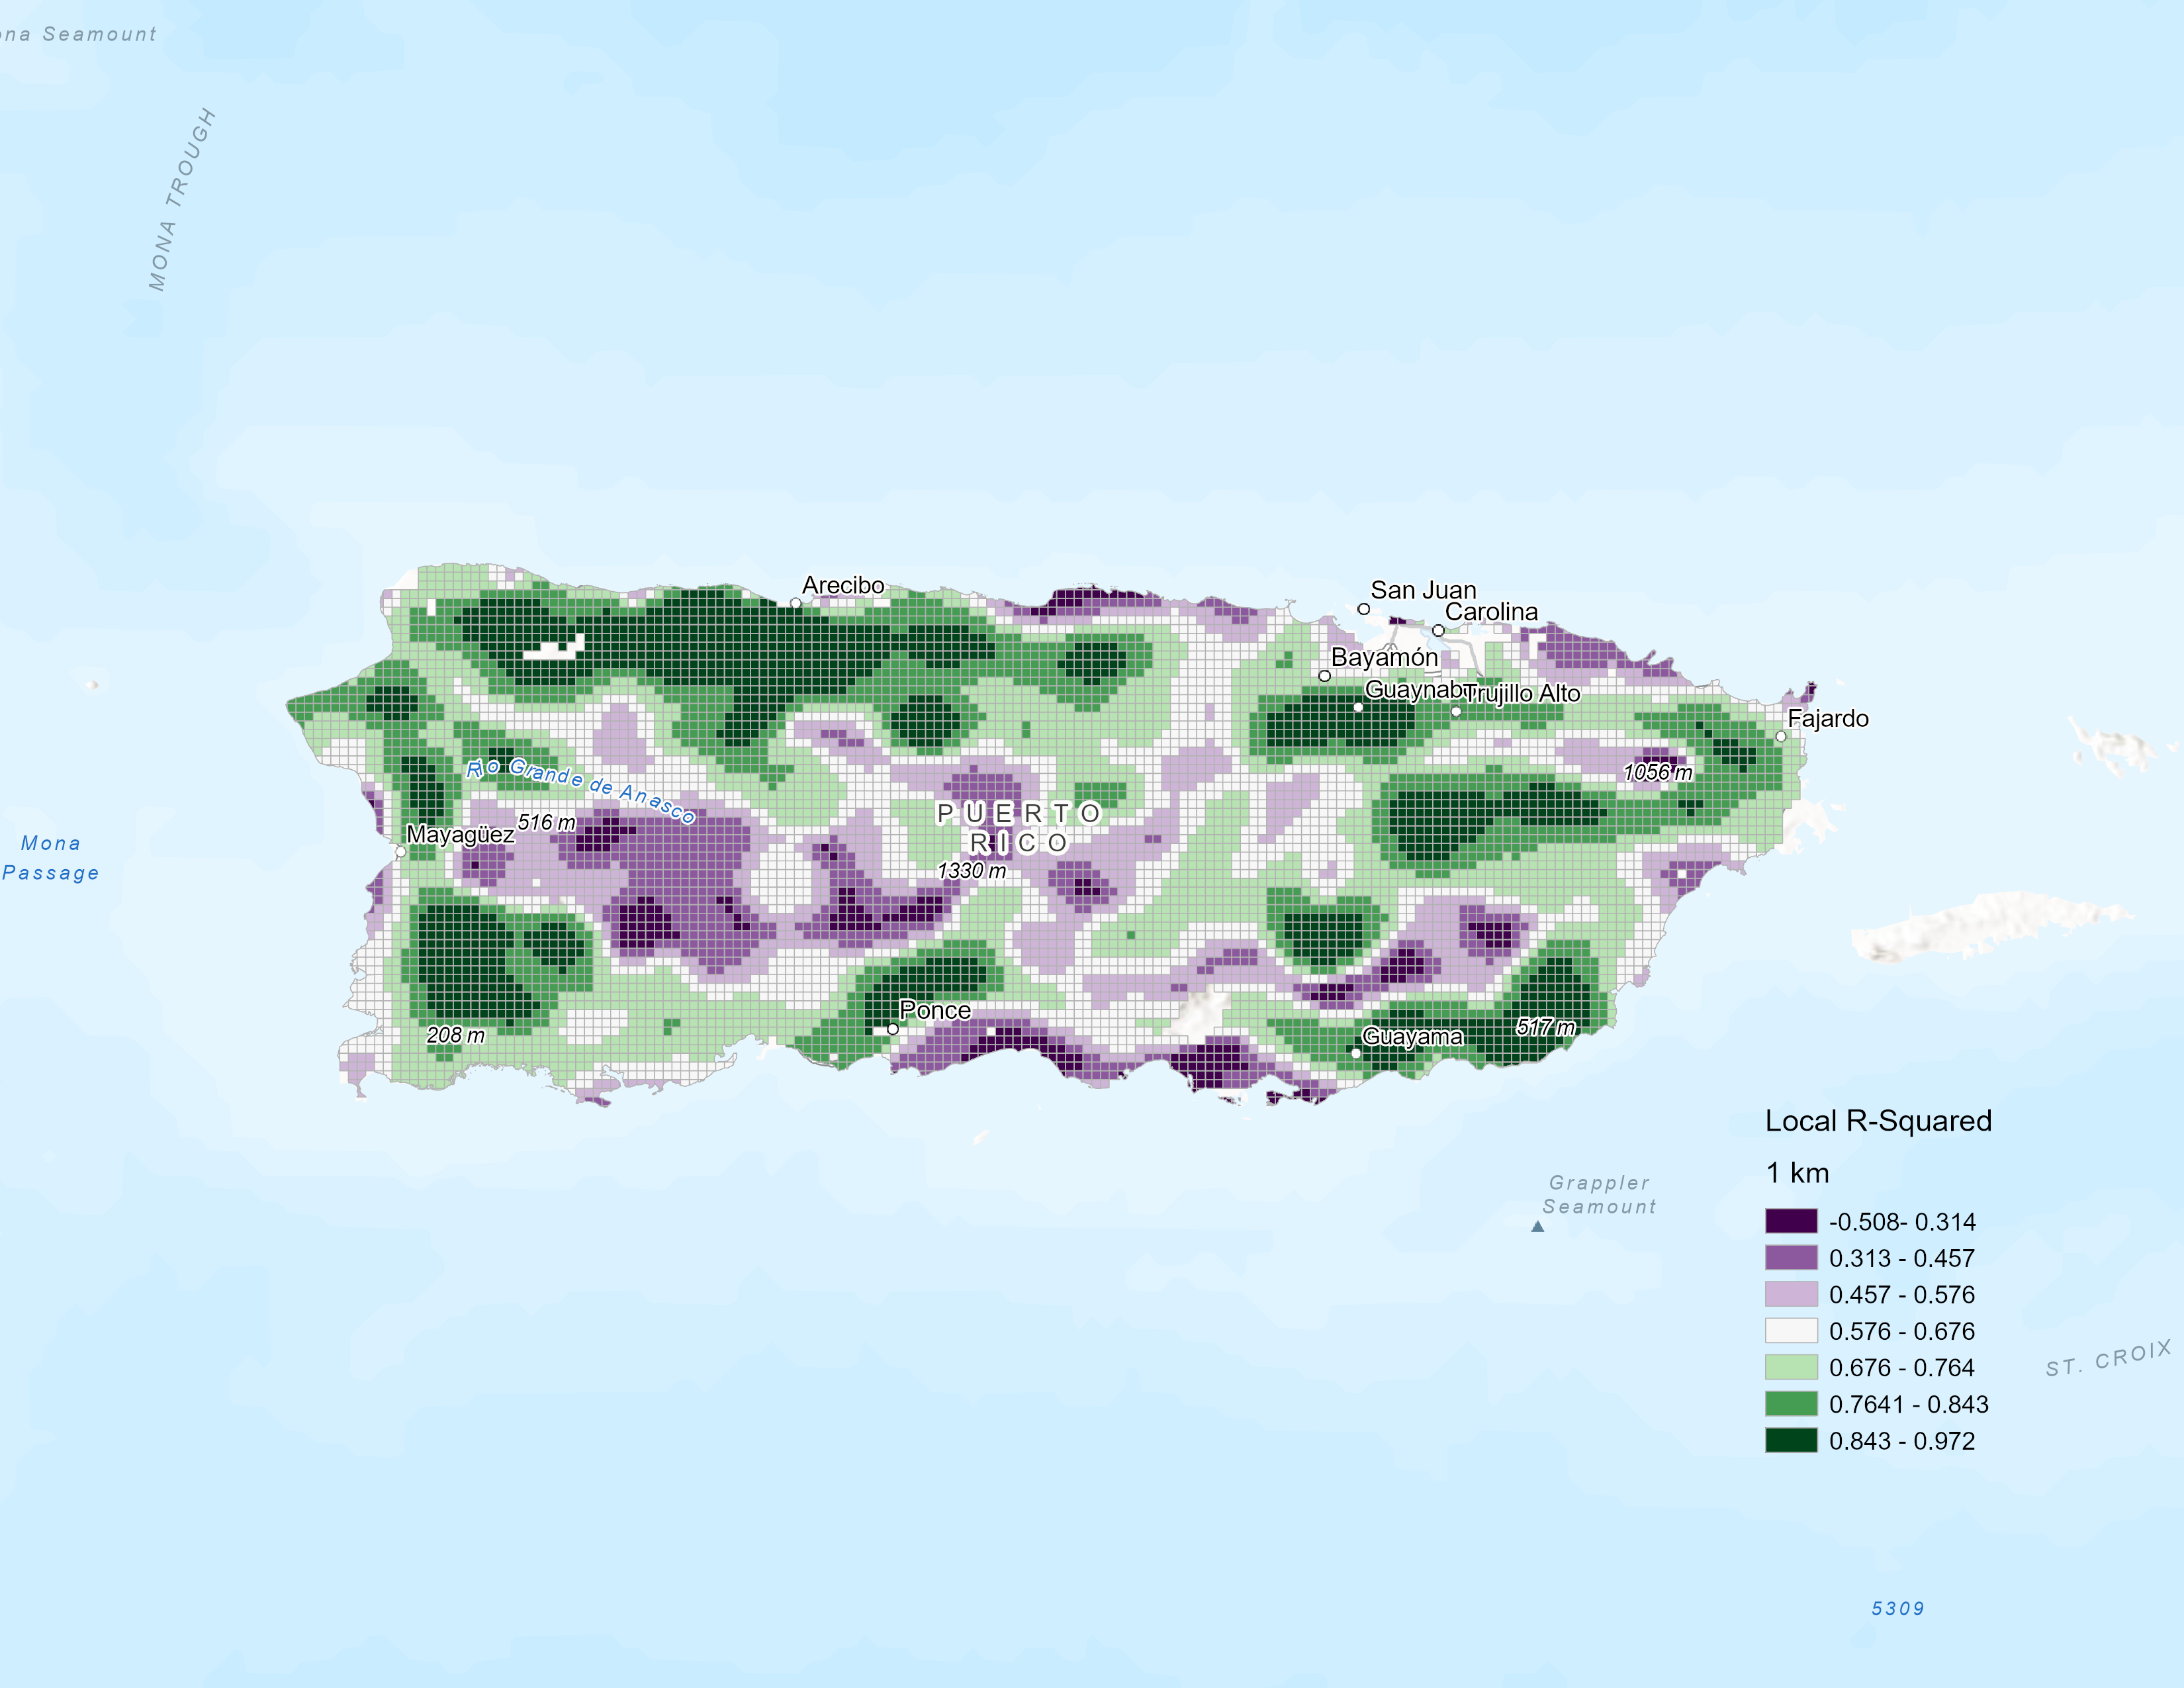 na Seamount
MONA TROUGH
Arecibo
San Juan
Carolina
Bayamón
Guaynab
Trujillo Alto
Fajardo
Rio Grande de Anasco
1056 m
PUERTO
RICO
516 m
Mayagüez
Mona
Passage
1330 m
Ponce
208 m
517 m
Guayama
Local R-Squared
1 km
Grappler
Seamount
-0.508- 0.314
0.313 - 0.457
0.457 - 0.576
0.576 - 0.676
0.676 - 0.764
0.7641 - 0.843
0.843 - 0.972
ST. CROIX
5309